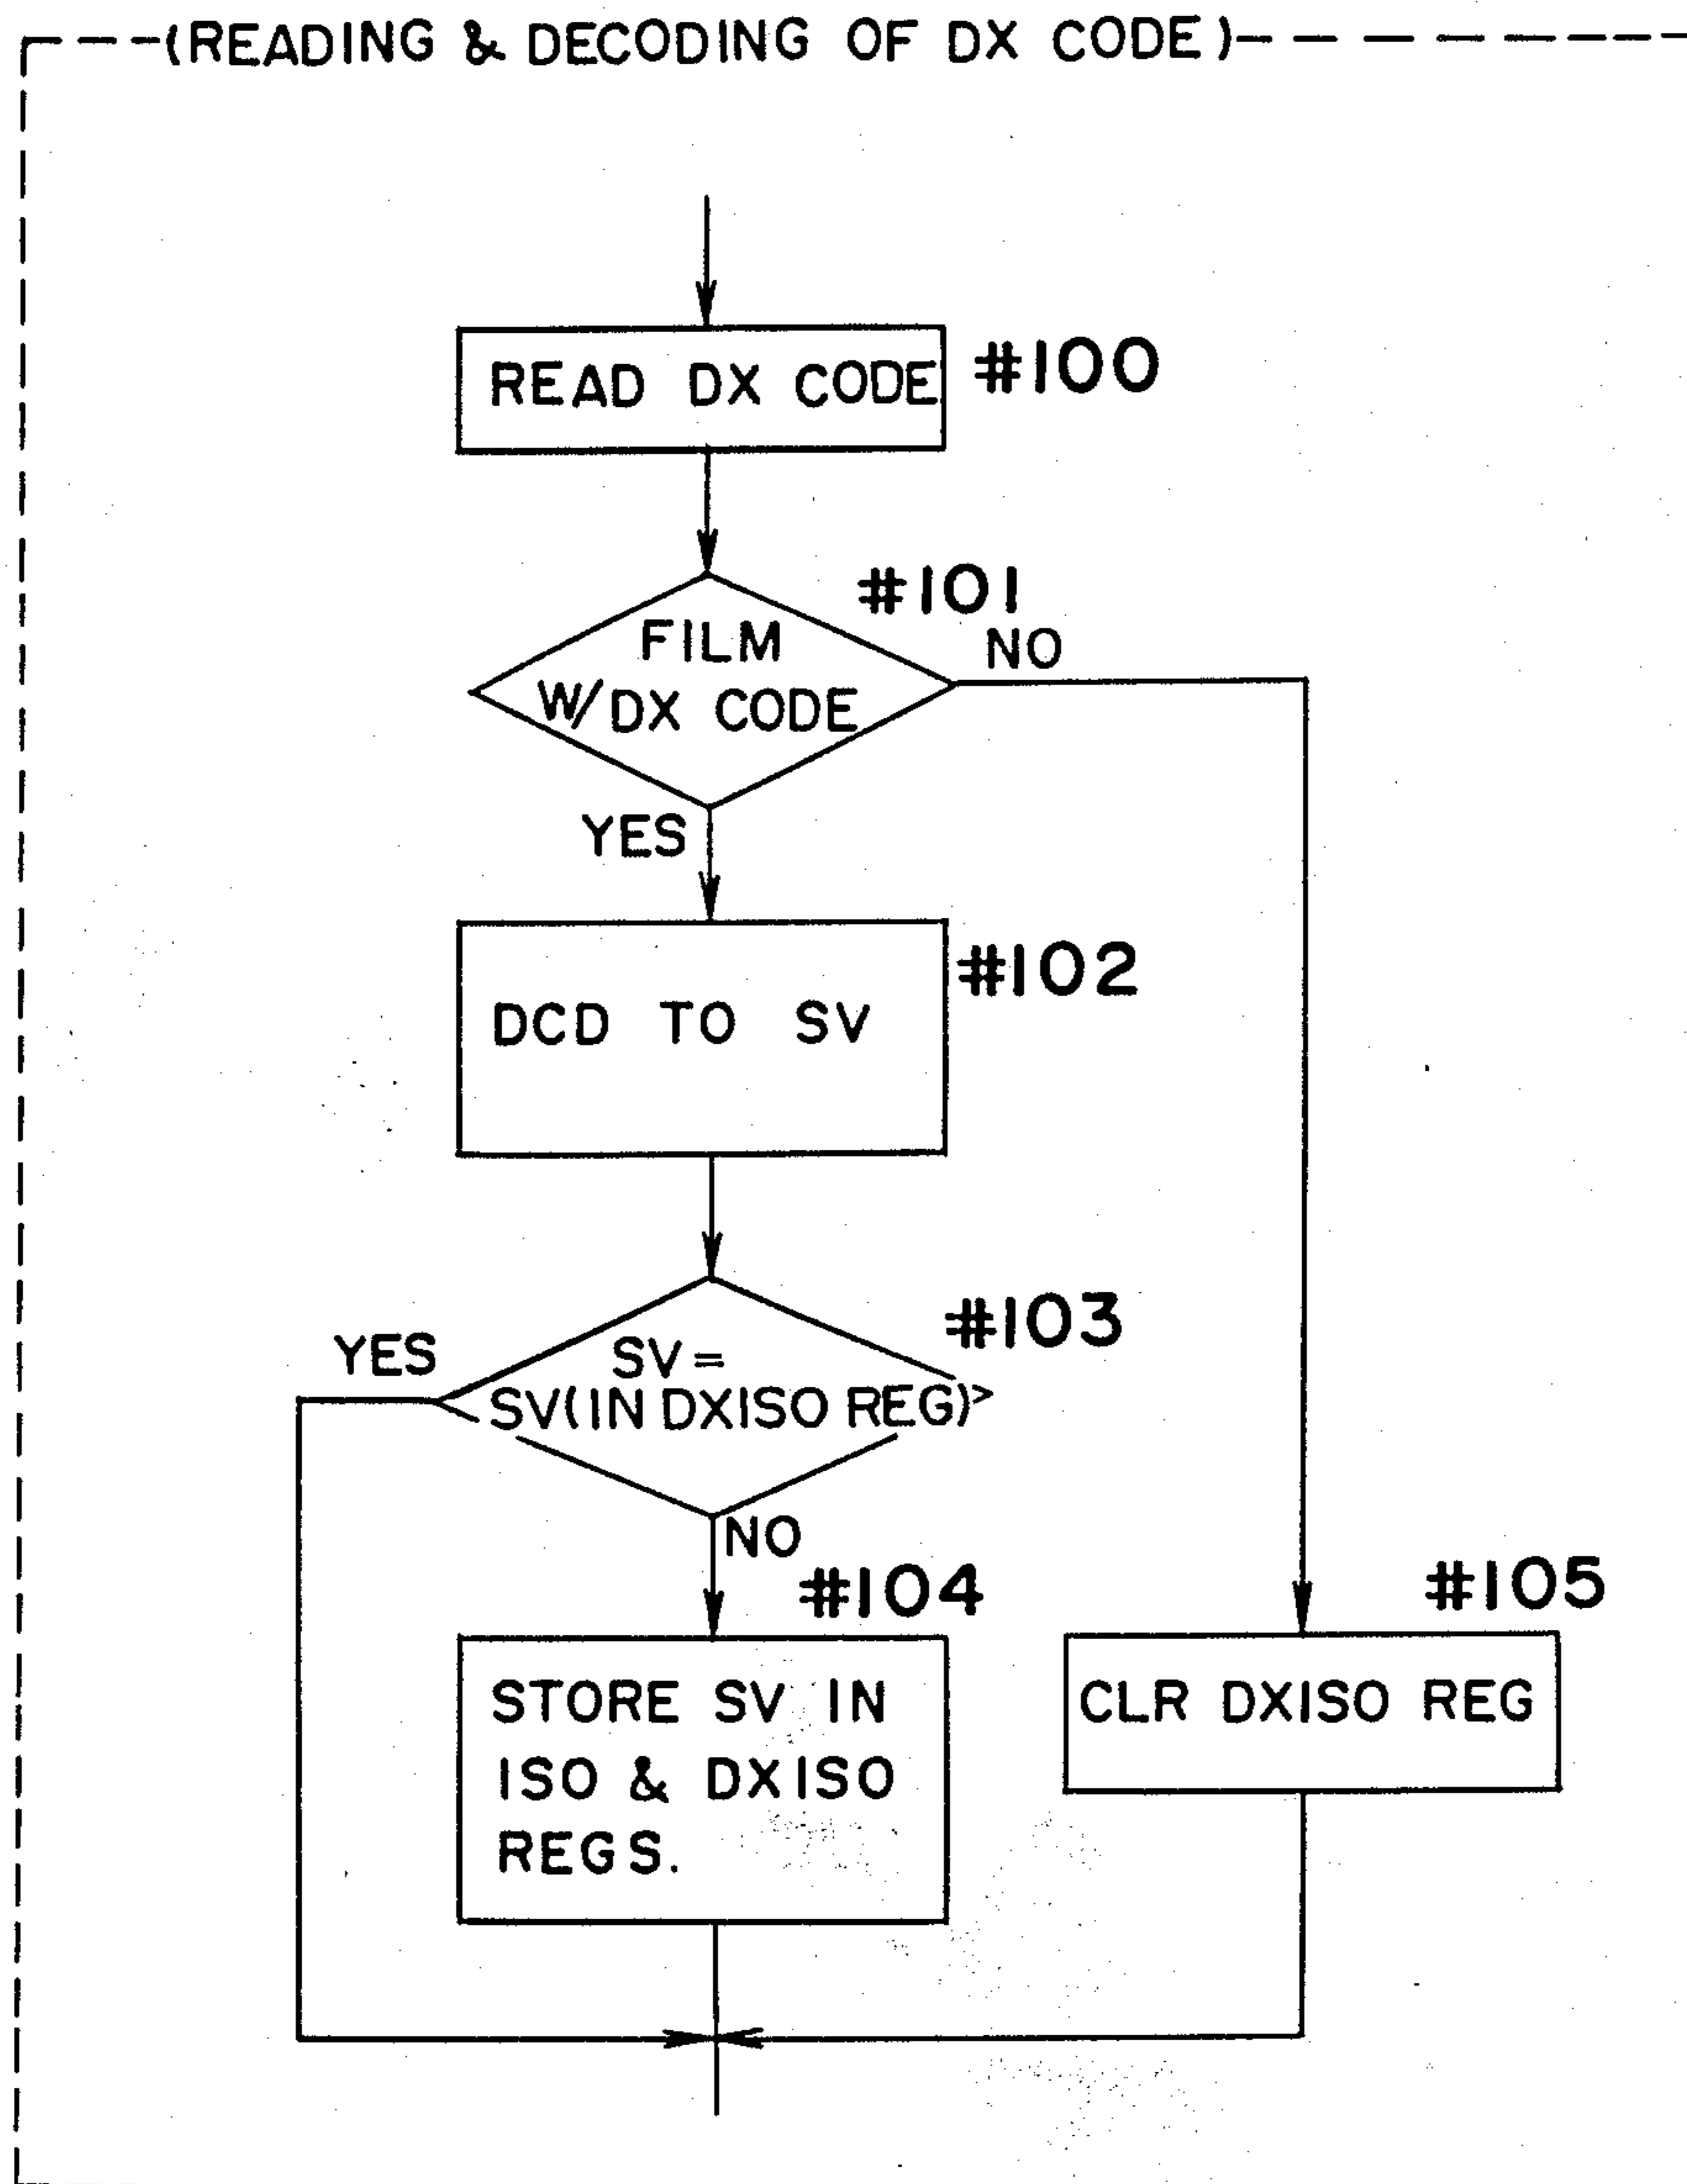 (READING & DECODING OF DX CODE)
READ DX CODE
#100
#101
FILM
W/DX CODE
NO
YES
DCD TO SV
#102
#103
YES
SV=
SV(IN DXISO REG)
NO
#104
STORE SV IN
ISO & DXISO
REGS.
#105
CLR DXISO REG